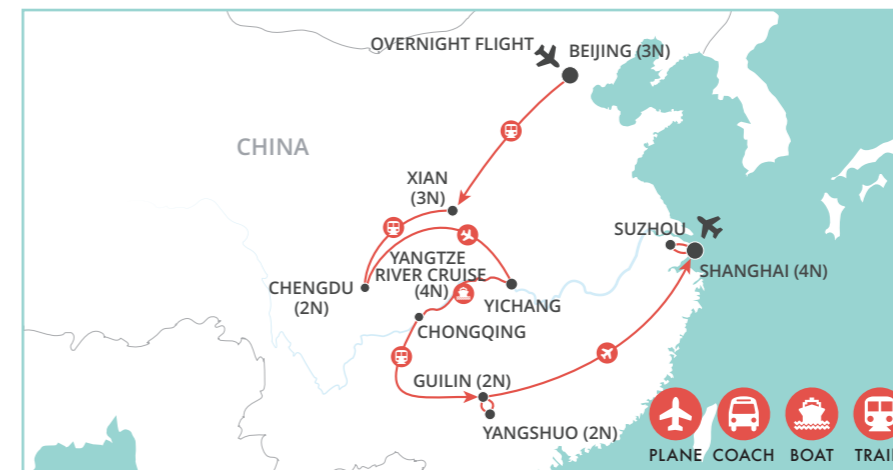 OVERNIGHT FLIGHT
BEIJING (3N)
CHINA
XIAN
(3N)
SUZHOU
SHANGHAI (4N)
YANGTZE
RIVER CRUISE
(4N)
CHENGDU
(2N)
YICHANG
CHONGQING
GUILIN (2N)
YANGSHUO (2N)
PLANE
COACH
BOAT
TRAI